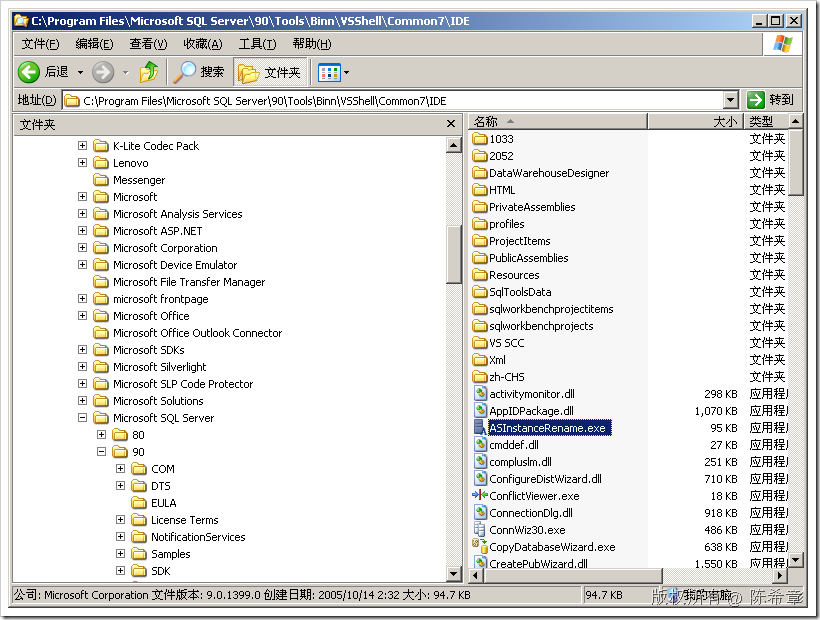 C:\Program Files\Microsoft SQL Server\90\Tools\Binn\VSShell\Common7\IDE
文件(F) 编辑(E) 查看(V) 收藏(A) 工具(T) 帮助(H)
后退 搜索 文件夹
地址(D) C:\Program Files\Microsoft SQL Server\90\Tools\Binn\VSShell\Common7\IDE 转到
文件夹
K-Lite Codec Pack
Lenovo
Messenger
Microsoft
Microsoft Analysis Services
Microsoft ASP.NET
Microsoft Corporation
Microsoft Device Emulator
Microsoft File Transfer Manager
microsoft frontpage
Microsoft Office
Microsoft Office Outlook Connector
Microsoft SDKs
Microsoft Silverlight
Microsoft SLP Code Protector
Microsoft Solutions
Microsoft SQL Server
80
90
COM
DTS
EULA
License Terms
NotificationServices
Samples
SDK
名称 大小 类型
1033 文件夹
2052 文件夹
DataWarehouseDesigner 文件夹
HTML 文件夹
PrivateAssemblies 文件夹
profiles 文件夹
ProjectItems 文件夹
PublicAssemblies 文件夹
Resources 文件夹
SqlToolsData 文件夹
sqlworkbenchprojectitems 文件夹
sqlworkbenchprojects 文件夹
VS SCC 文件夹
Xml 文件夹
zh-CHS 文件夹
activitymonitor.dll 298 KB 应用程
AppIDPackage.dll 1,070 KB 应用程
ASInstanceRename.exe 95 KB 应用程
cmddef.dll 27 KB 应用程
compluslm.dll 251 KB 应用程
ConfigureDistWizard.dll 710 KB 应用程
ConflictViewer.exe 18 KB 应用程
ConnectionDlg.dll 918 KB 应用程
ConnWiz30.exe 486 KB 应用程
CopyDatabaseWizard.exe 638 KB 应用程
CreatePubWizard.dll 1,550 KB 应用程
公司: Microsoft Corporation 文件版本: 9.0.1399.0 创建日期: 2005/10/14 2:32 大小: 94.7 KB 94.7 KB 我的电脑
版权所有 @ 陈希章